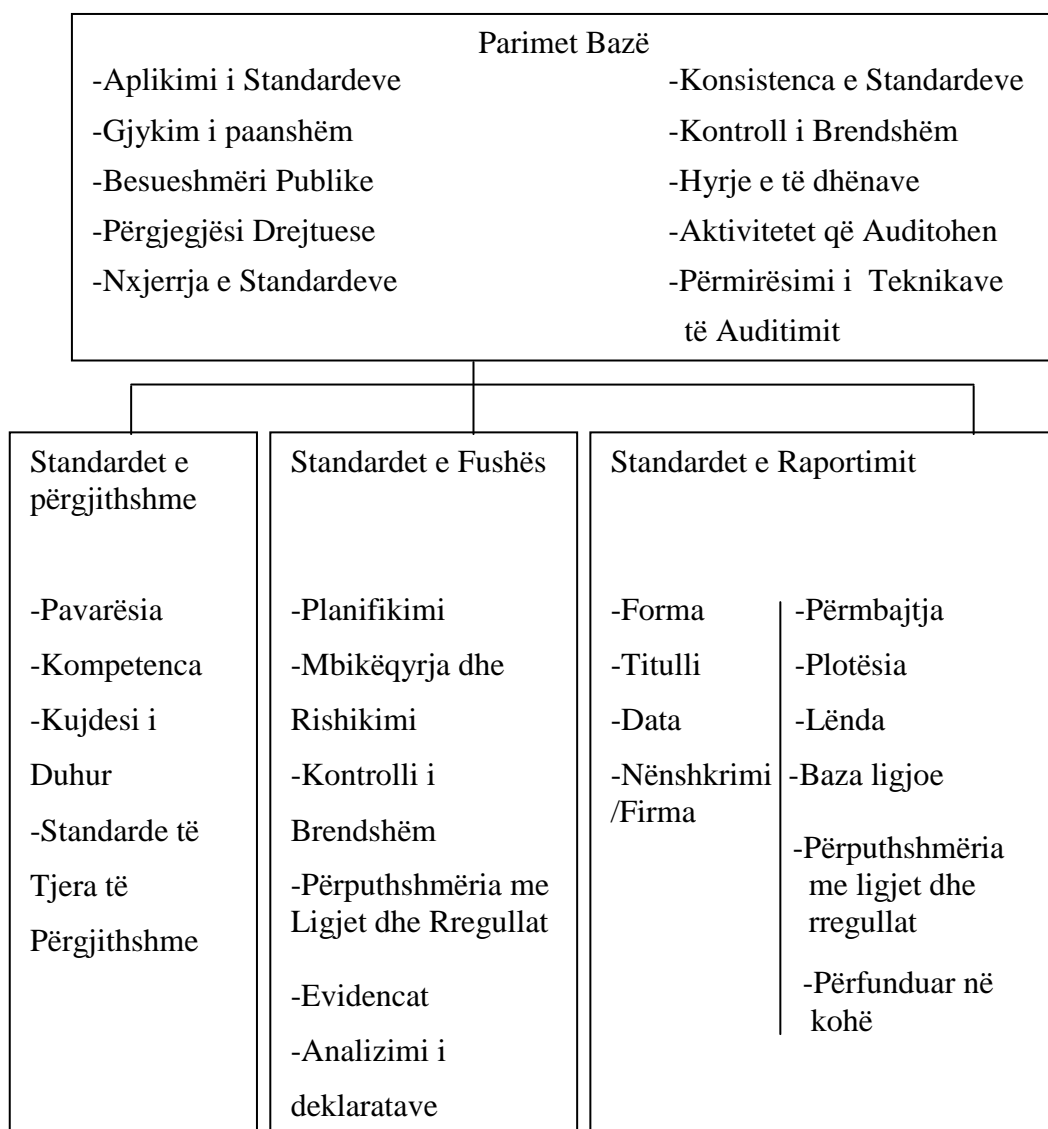 Parimet Bazë
-Aplikimi i Standardeve
-Gjykim i paanshëm
-Besueshmëri Publike
-Përgjegjësi Drejtuese
-Nxjerrja e Standardeve
-Konsistenca e Standardeve
-Kontroll i Brendshëm
-Hyrje e të dhënave
-Aktivitetet që Auditohen
-Përmirësimi i Teknikave
të Auditimit
Standardet e
përgjithshme
-Pavarësia
-Kompetenca
-Kujdesi i
Duhur
-Standarde të
Tjera të
Përgjithshme
Standardet e Fushës
-Planifikimi
-Mbikëqyrja dhe
Rishikimi
-Kontrolli i
Brendshëm
-Përputhshmëria me
Ligjet dhe Rregullat
-Evidencat
-Analizimi i
deklaratave
Standardet e Raportimit
-Forma
-Titulli
-Data
-Nënshkrimi
/Firma
-Përmbajtja
-Plotësia
-Lënda
-Baza ligjoe
-Përputhshmëria
me ligjet dhe
rregullat
-Përfunduar në
kohë